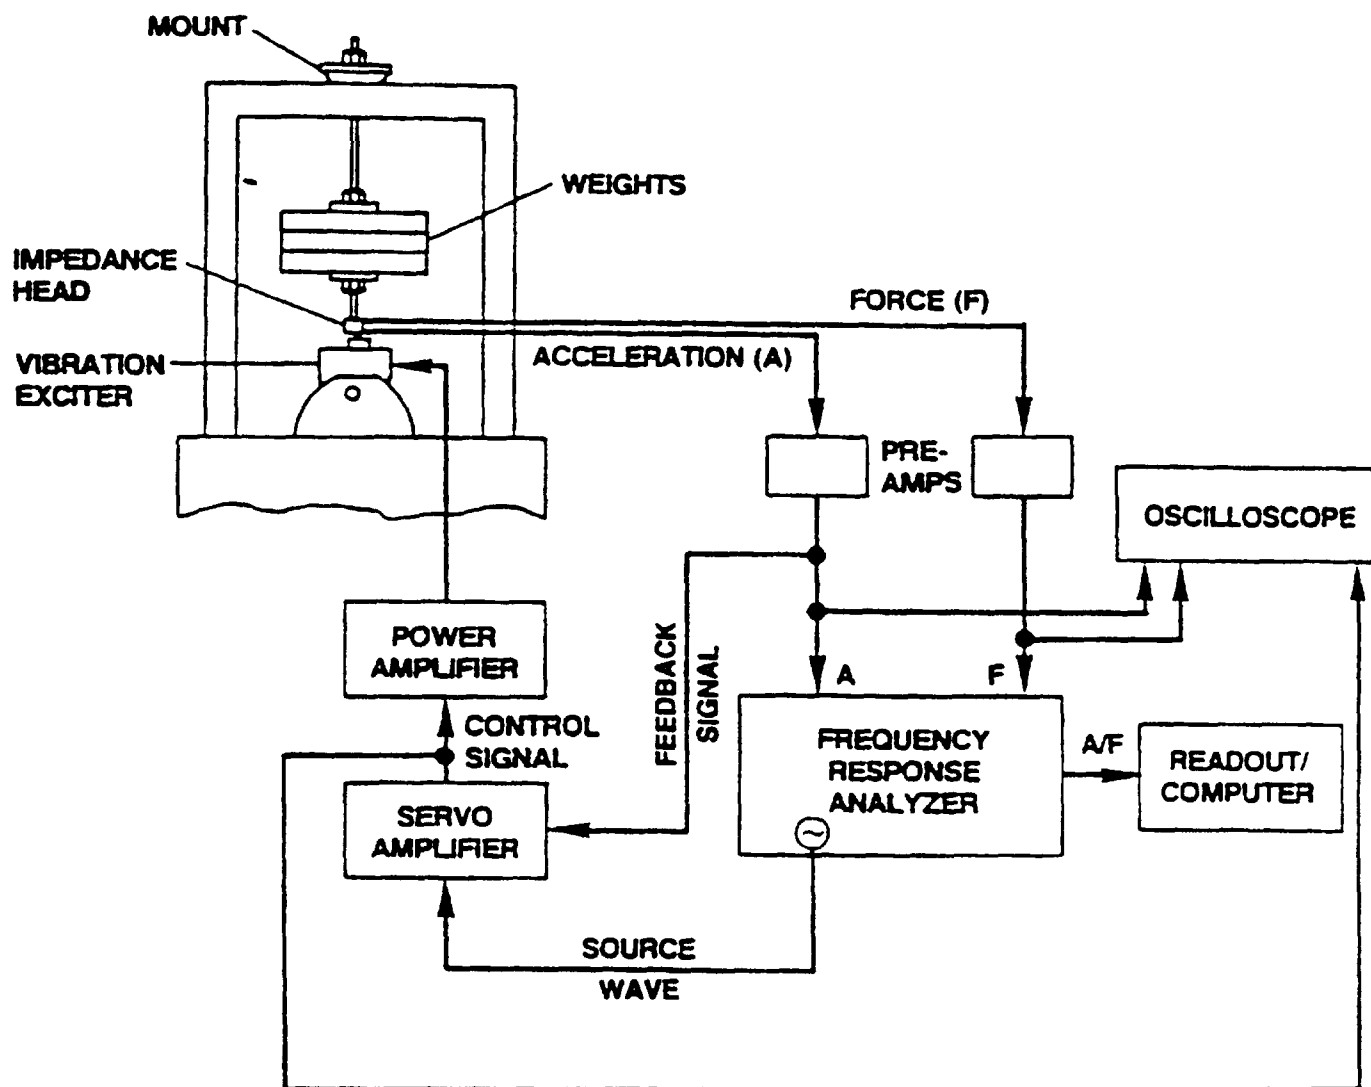 MOUNT
WEIGHTS
IMPEDANCE
HEAD
FORCE (F)
ACCELERATION (A)
VIBRATION
EXCITER
PRE-
AMPS
OSCILLOSCOPE
POWER
AMPLIFIER
FEEDBACK
SIGNAL
A
F
CONTROL
SIGNAL
FREQUENCY
RESPONSE
ANALYZER
A/F
READOUT/
COMPUTER
SERVO
AMPLIFIER
SOURCE
WAVE